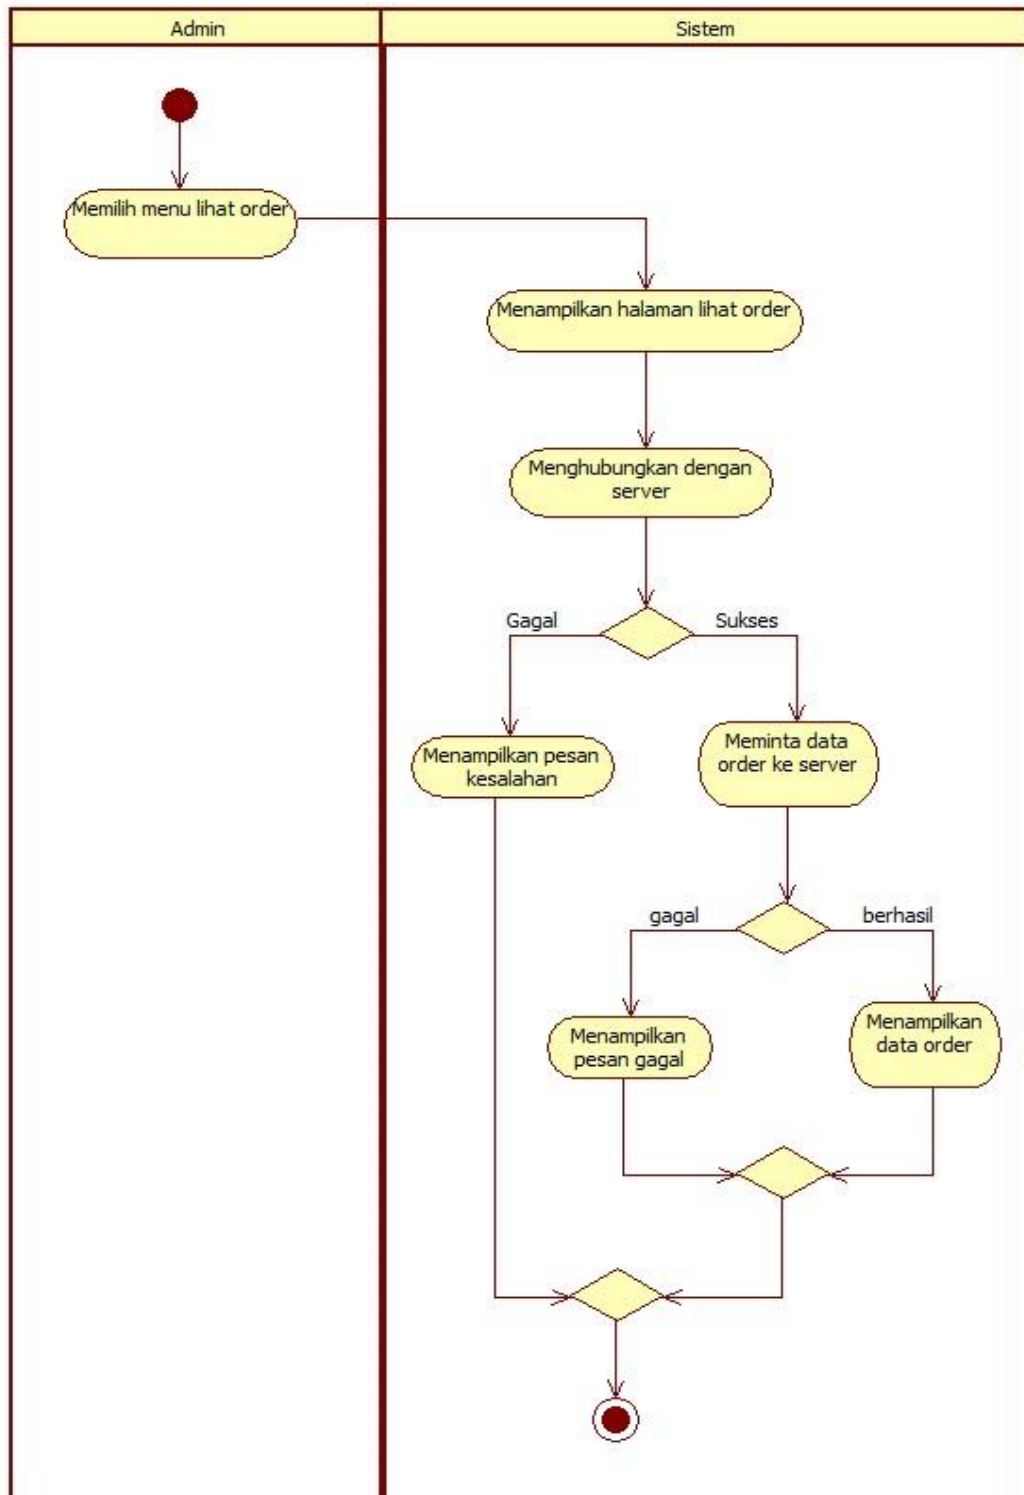 Admin
Sistem
Memilih menu lihat order
Menampilkan halaman lihat order
Menghubungkan dengan
server
Gagal
Sukses
Menampilkan pesan
kesalahan
Meminta data
order ke server
gagal
berhasil
Menampilkan
pesan gagal
Menampilkan
data order